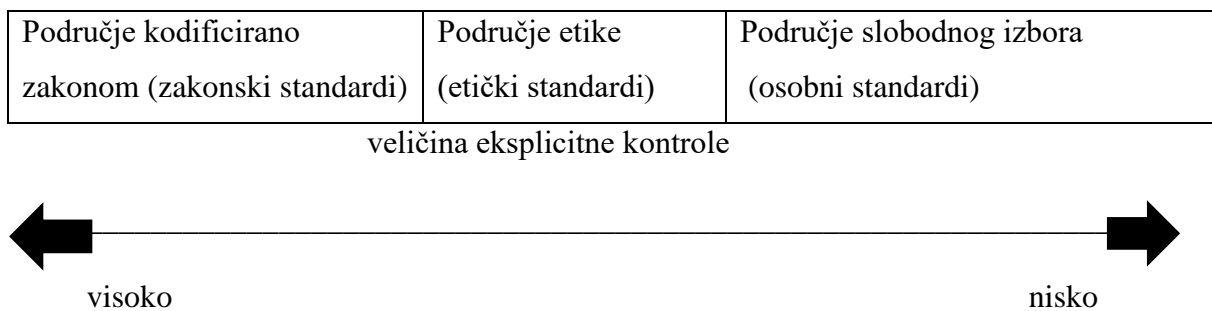 Područje kodificirano
zakonom (zakonski standardi)
Područje etike
(etički standardi)
Područje slobodnog izbora
(osobni standardi)
veličina eksplicitne kontrole
visoko
nisko